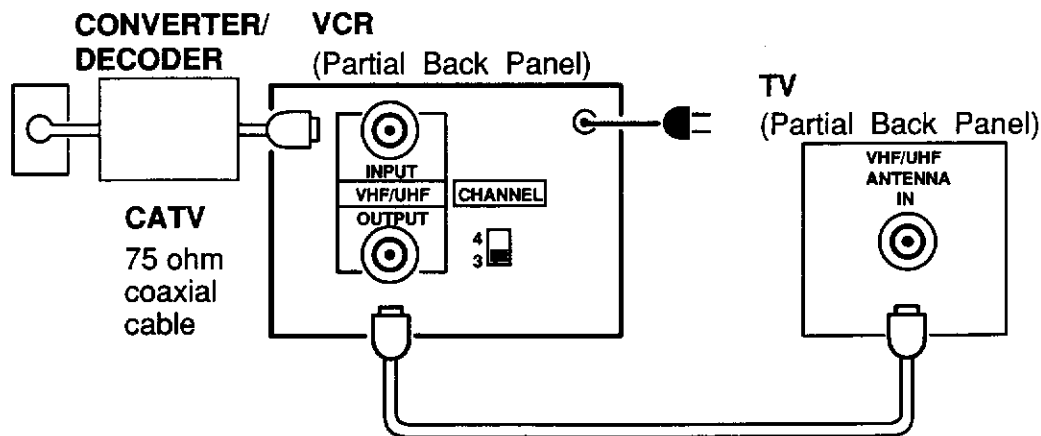 CONVERTER/
DECODER
VCR
(Partial Back Panel)
TV
(Partial Back Panel)
INPUT
VHF/UHF
CHANNEL
OUTPUT
4
3
VHF/UHF
ANTENNA
IN
CATV
75 ohm
coaxial
cable